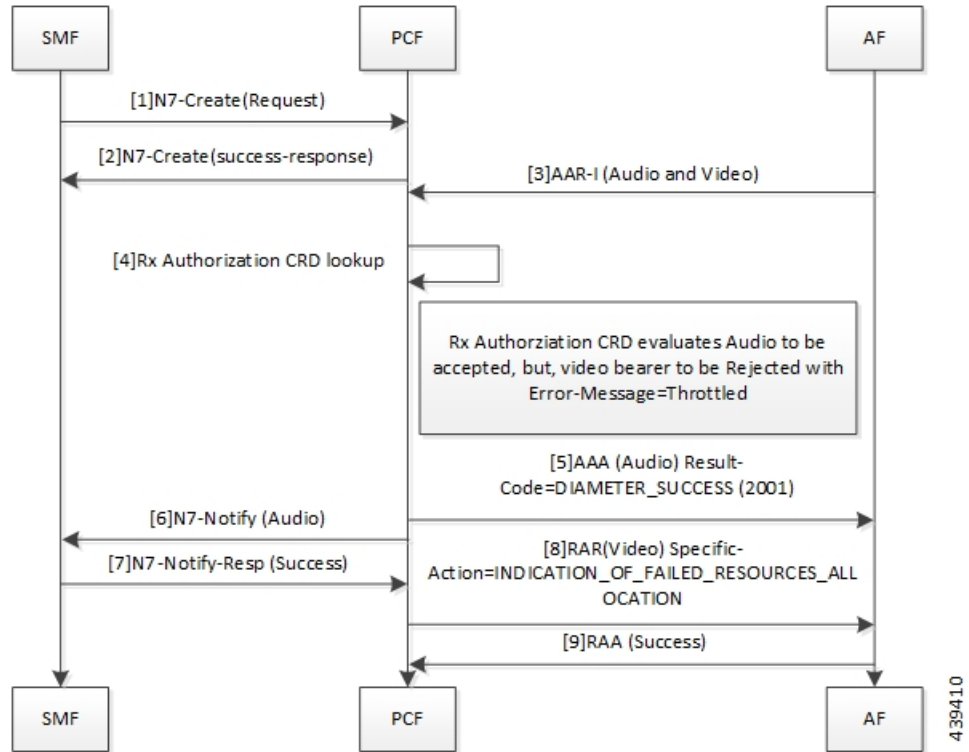 SMF
PCF
AF
[1]N7-Create(Request)
[2]N7-Create(success-response)
[3]AAR-I (Audio and Video)
[4]Rx Authorization CRD lookup
Rx Authorziation CRD evaluates Audio to be
accepted, but, video bearer to be Rejected with
Error-Message=Throttled
[5]AAA (Audio) Result-
Code=DIAMETER_SUCCESS (2001)
[6]N7-Notify (Audio)
[7]N7-Notify-Resp (Success)
[8]RAR(Video) Specific-
Action=INDICATION_OF_FAILED_RESOURCES_ALL
OCATION
[9]RAA (Success)
SMF
PCF
AF
439410